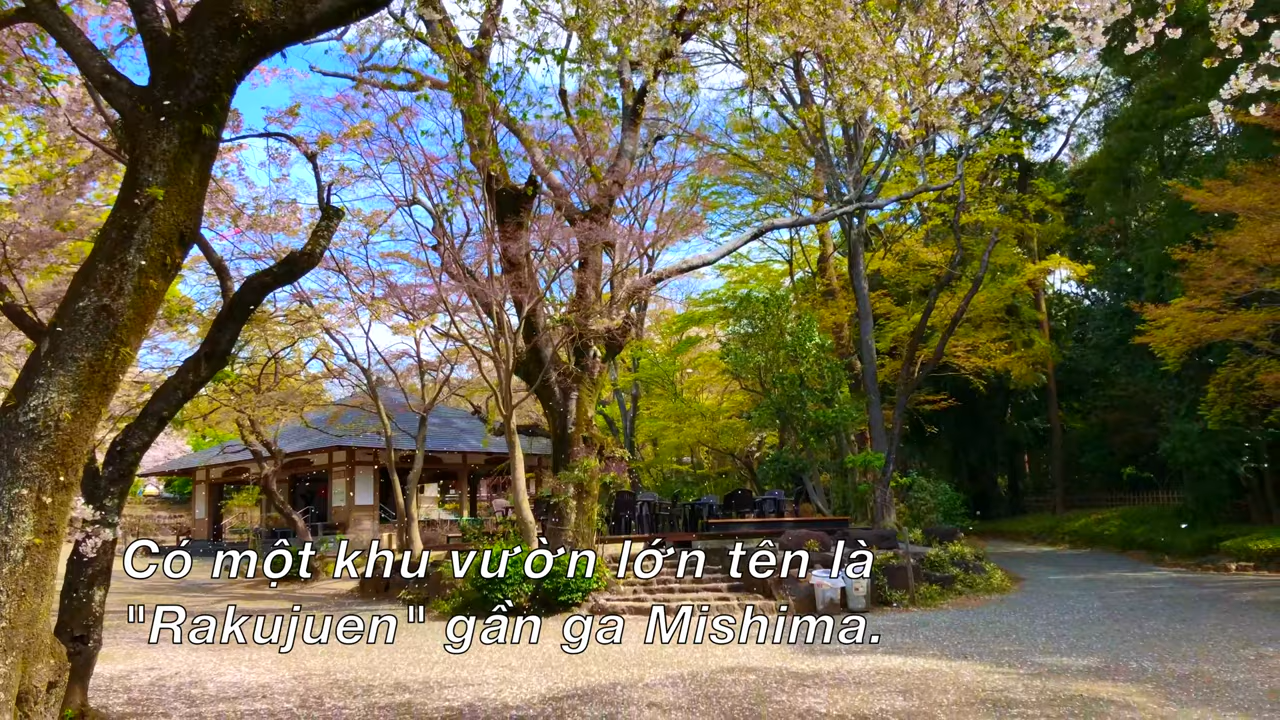 Có một khu vườn lớn tên là
"Rakujuen" gần ga Mishima.